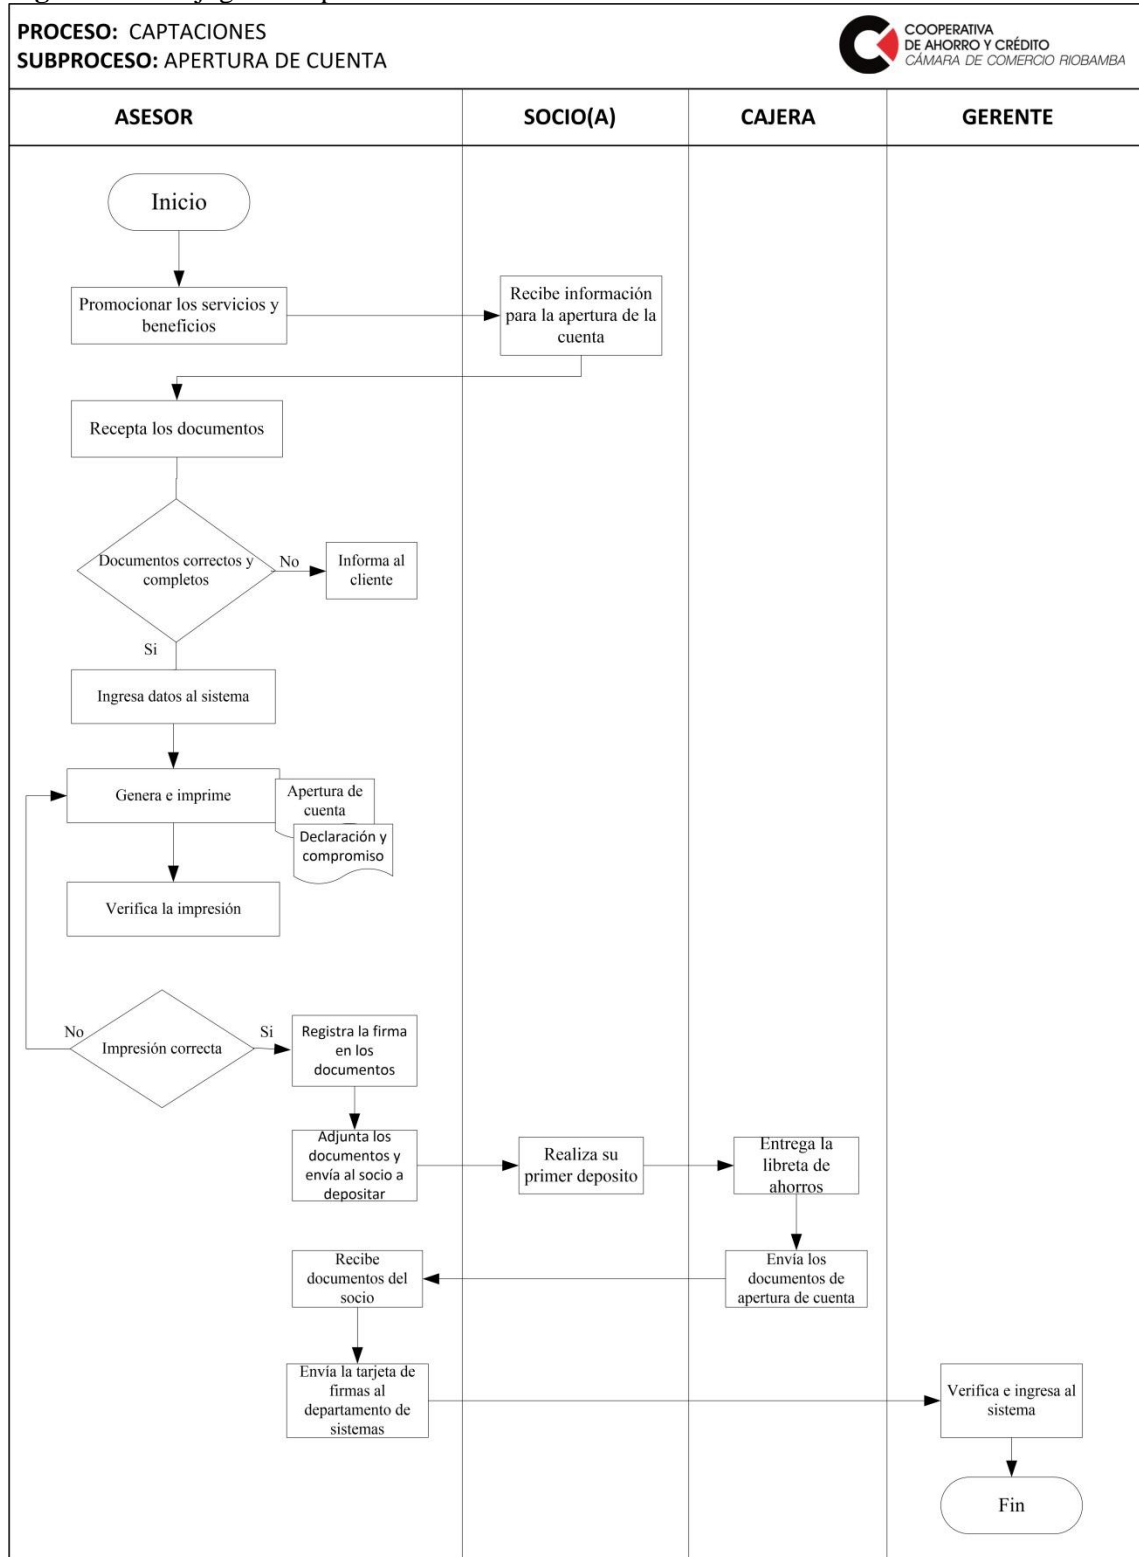 PROCESO: CAPTACIONES
SUBPROCESO: APERTURA DE CUENTA
COOPERATIVA
DE AHORRO Y CRÉDITO
CÁMARA DE COMERCIO RIOBAMBA
ASESOR
SOCIO(A)
CAJERA
GERENTE
Inicio
Promocionar los servicios y
beneficios
Recibe información
para la apertura de la
cuenta
Recepta los documentos
Documentos correctos y
completos
No
Informa al
cliente
Si
Ingresa datos al sistema
Genera e imprime
Apertura de
cuenta
Declaración y
compromiso
Verifica la impresión
No
Impresión correcta
Si
Registra la firma
en los
documentos
Adjunta los
documentos y
envía al socio a
depositar
Realiza su
primer deposito
Entrega la
libreta de
ahorros
Envía los
documentos de
apertura de cuenta
Recibe
documentos del
socio
Envía la tarjeta de
firmas al
departamento de
sistemas
Verifica e ingresa al
sistema
Fin